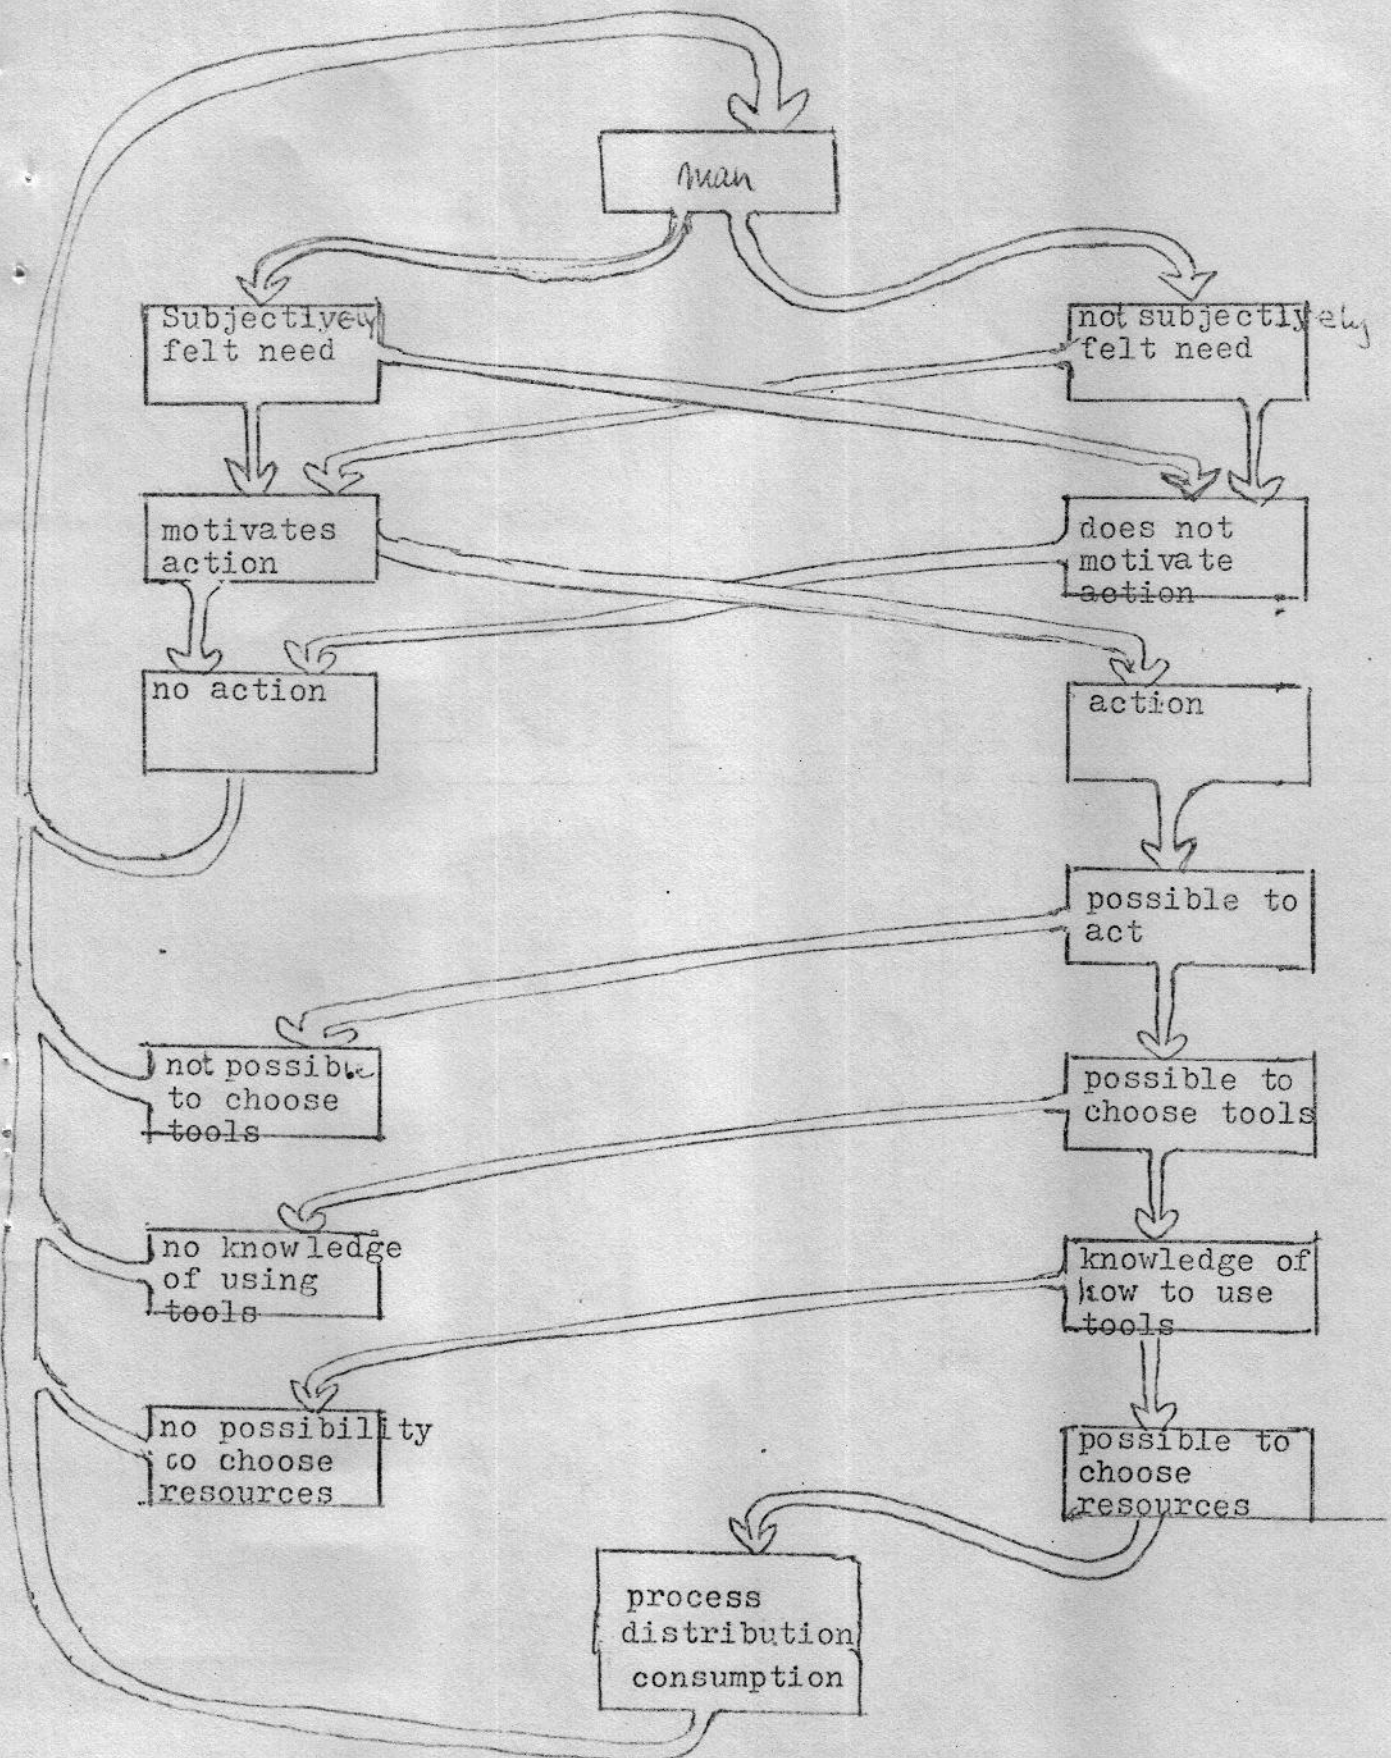 man
Subjectively
felt need
not subjectlyely
felt need
motivates
action
does not
motivate
action
no action
action
possible to
act
not possible
to choose
tools
possible to
choose tools
no knowledge
of using
tools
knowledge of
how to use
tools
no possibility
to choose
resources
possible to
choose
resources
process
distribution
consumption